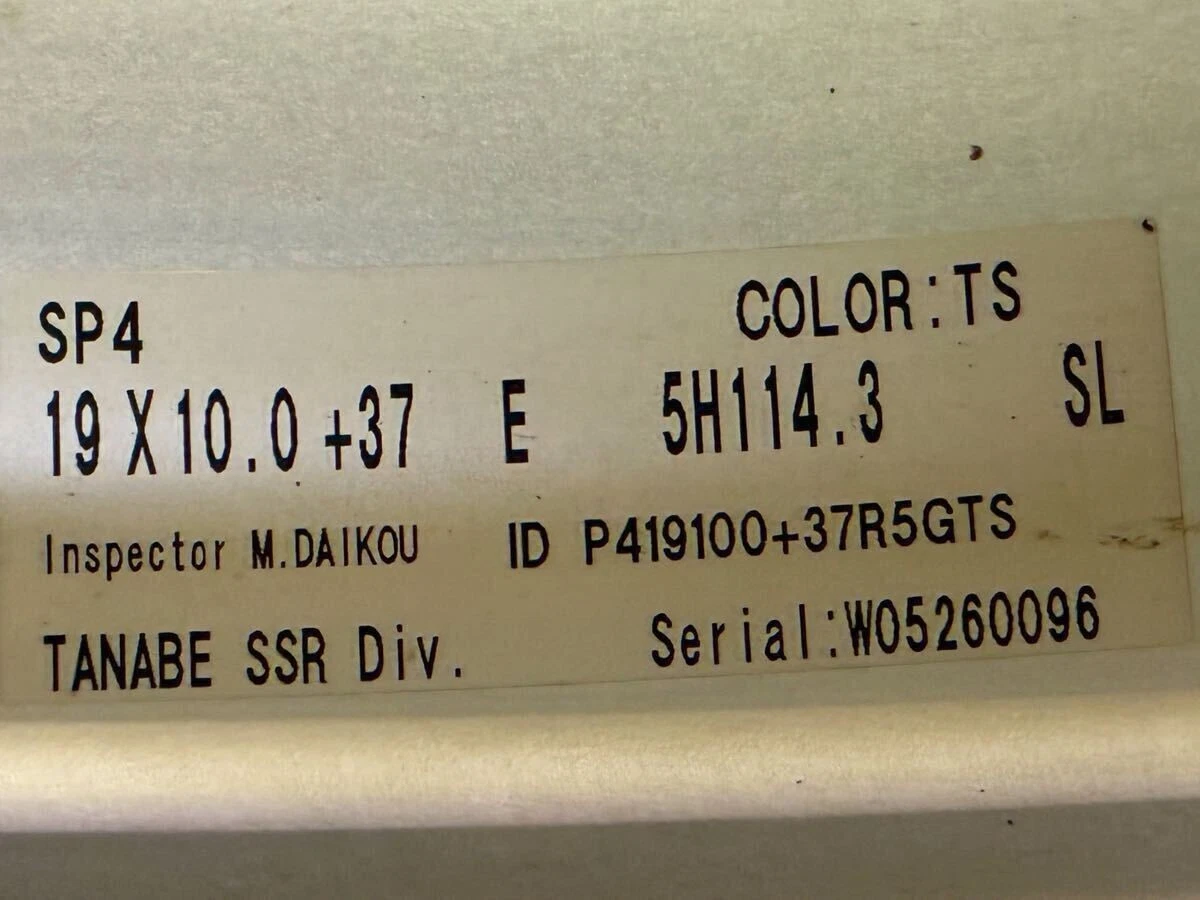 SP4 COLOR:TS
19 X 10.0 +37 E 5H114.3 SL
Inspector M.DAIKOU ID P419100+37R5GTS
TANABE SSR Div. Serial:W05260096